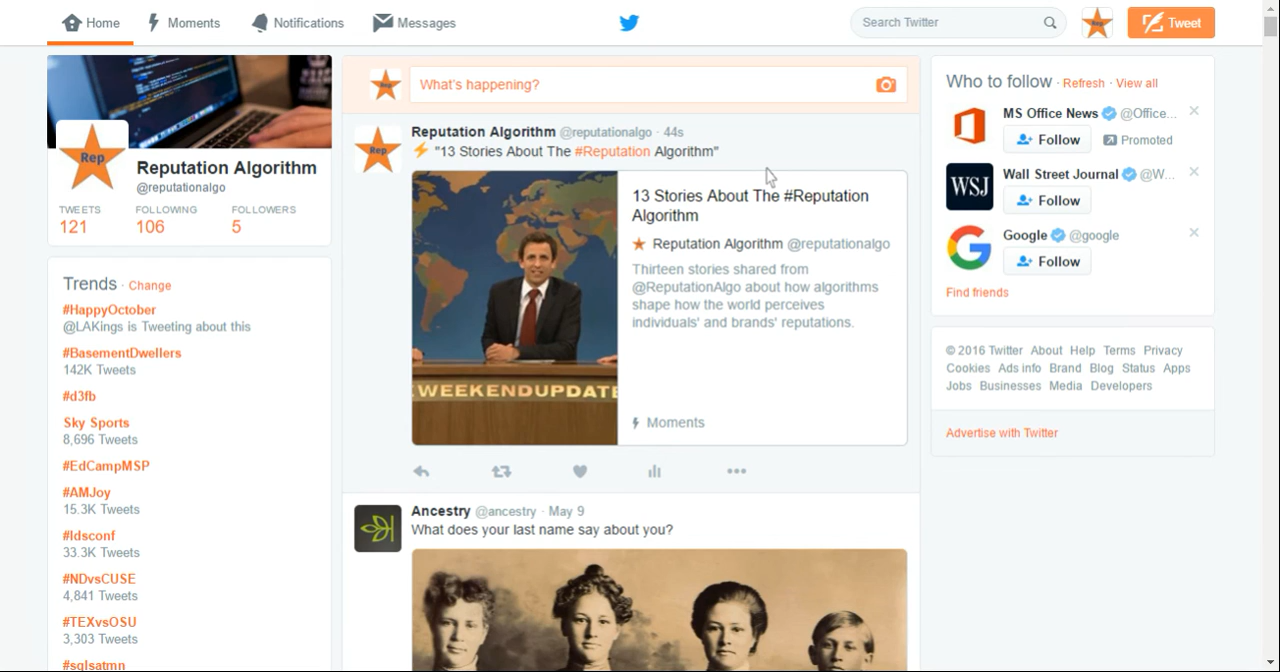 Home
Moments
Notifications
Messages
Search Twitter
Rep
Tweet
Rep
Reputation Algorithm
@reputationalgo
TWEETS
121
FOLLOWING
106
FOLLOWERS
5
Trends · Change
#HappyOctober
@LAKings is Tweeting about this
#BasementDwellers
142K Tweets
#d3fb
Sky Sports
8,696 Tweets
#EdCampMSP
#AMJoy
15.3K Tweets
#ldsconf
33.3K Tweets
#NDvsCUSE
4,841 Tweets
#TEXvsOSU
3,303 Tweets
#sqlsatmn
Rep
What's happening?
Rep
Reputation Algorithm @reputationalgo · 44s
"13 Stories About The #Reputation Algorithm"
WEEKENDUPDATE
13 Stories About The #Reputation
Algorithm
Reputation Algorithm @reputationalgo
Thirteen stories shared from
@ReputationAlgo about how algorithms
shape how the world perceives
individuals' and brands' reputations.
Moments
Ancestry @ancestry · May 9
What does your last name say about you?
Who to follow · Refresh · View all
MS Office News @Office...
Follow
Promoted
WSJ
Wall Street Journal @W...
Follow
Google @google
Follow
Find friends
© 2016 Twitter About Help Terms Privacy
Cookies Ads info Brand Blog Status Apps
Jobs Businesses Media Developers
Advertise with Twitter